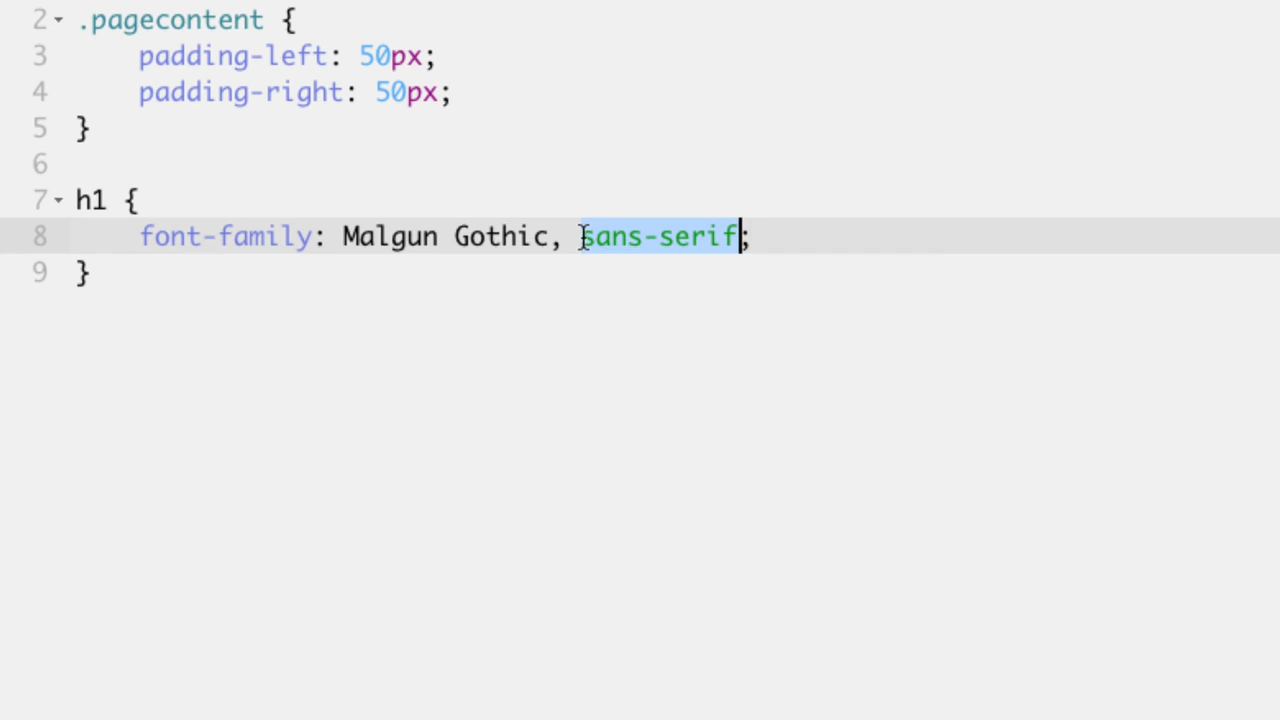 2 .pagecontent {
3 padding-left: 50px;
4 padding-right: 50px;
5 }
6
7 h1 {
8 font-family: Malgun Gothic, sans-serif;
9 }